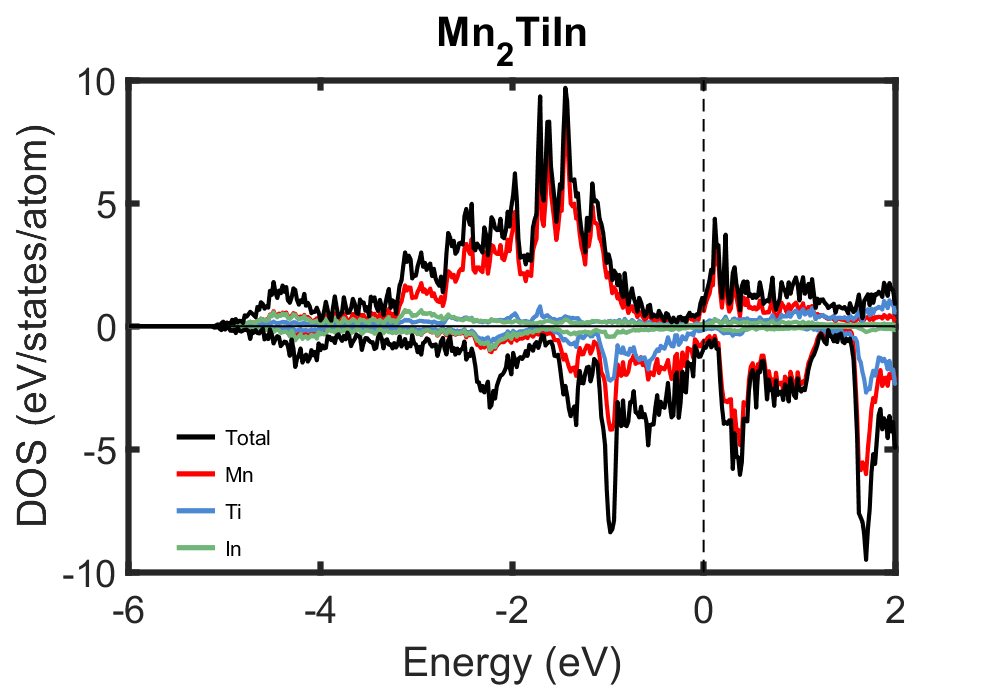 Mn2TiIn
10
5
0
-5
-10
DOS (eV/states/atom)
Total
Mn
Ti
In
-6 -4 -2 0 2
Energy (eV)